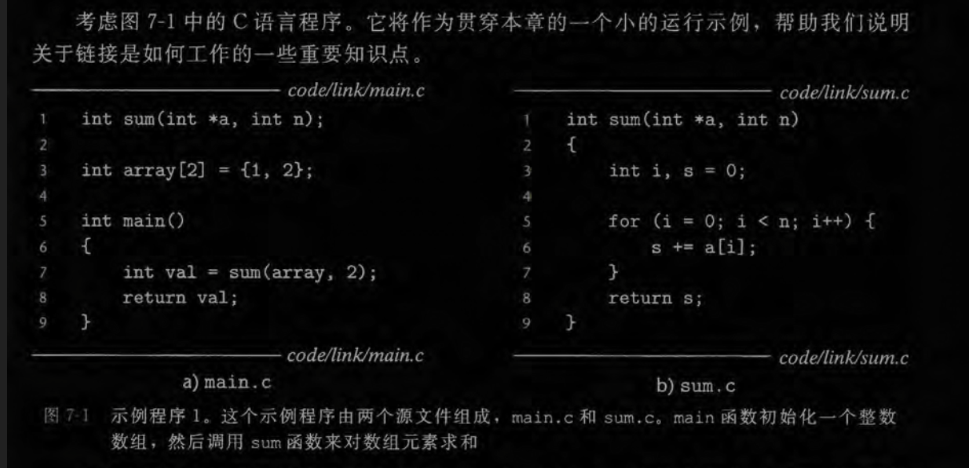 考虑图 7-1 中的 C 语言程序。它将作为贯穿本章的一个小的运行示例，帮助我们说明
关于链接是如何工作的一些重要知识点。
code/link/main.c
1 int sum(int *a, int n);
2
3 int array[2] = {1, 2};
4
5 int main()
6 {
7 int val = sum(array, 2);
8 return val;
9 }
code/link/main.c
a) main.c
code/link/sum.c
1 int sum(int *a, int n)
2 {
3 int i, s = 0;
4
5 for (i = 0; i < n; i++) {
6 s += a[i];
7 }
8 return s;
9 }
code/link/sum.c
b) sum.c
图 7-1 示例程序 1。这个示例程序由两个源文件组成，main.c 和 sum.c。main 函数初始化一个整数
数组，然后调用 sum 函数来对数组元素求和